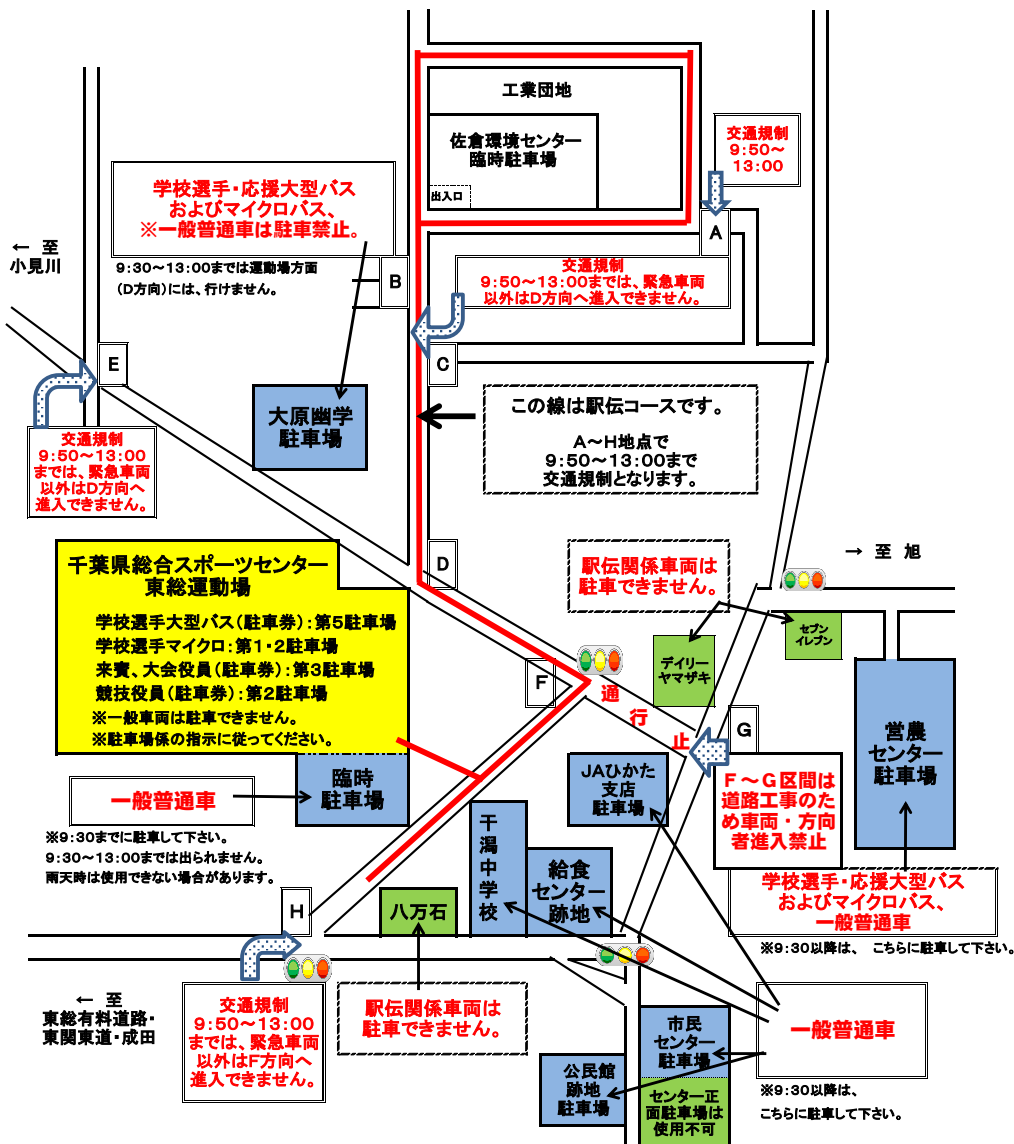 工業団地
佐倉環境センター
臨時駐車場
出入口
交通規制
9:50～
13:00
A
学校選手・応援大型バス
およびマイクロバス、
※一般普通車は駐車禁止。
9:30～13:00までは運動場方面
(D方向)には、行けません。
← 至
小見川
B
交通規制
9:50～13:00までは、緊急車両
以外はD方向へ進入できません。
C
E
交通規制
9:50～13:00
までは、緊急車両
以外はD方向へ
進入できません。
大原幽学
駐車場
この線は駅伝コースです。
A～H地点で
9:50～13:00まで
交通規制となります。
D
千葉県総合スポーツセンター
東総運動場
学校選手大型バス(駐車券):第5駐車場
学校選手マイクロ:第1・2駐車場
来賓、大会役員(駐車券):第3駐車場
競技役員(駐車券):第2駐車場
※一般車両は駐車できません。
※駐車場係の指示に従ってください。
駅伝関係車両は
駐車できません。
→ 至 旭
セブン
イレブン
デイリー
ヤマザキ
F
通
行
止
G
営農
センター
駐車場
臨時
駐車場
一般普通車
※9:30までに駐車して下さい。
9:30～13:00までは出られません。
雨天時は使用できない場合があります。
JAひかた
支店
駐車場
F～G区間は
道路工事のた
め車両・方向
者進入禁止
干
潟
中
学
校
給食
センター
跡地
学校選手・応援大型バス
およびマイクロバス、
一般普通車
※9:30以降は、 こちらに駐車して下さい。
H
八万石
← 至
東総有料道路・
東関東道・成田
交通規制
9:50～13:00
までは、緊急車両
以外はF方向へ
進入できません。
駅伝関係車両は
駐車できません。
市民
センター
駐車場
センター正
面駐車場は
使用不可
公民館
跡地
駐車場
一般普通車
※9:30以降は、
こちらに駐車して下さい。